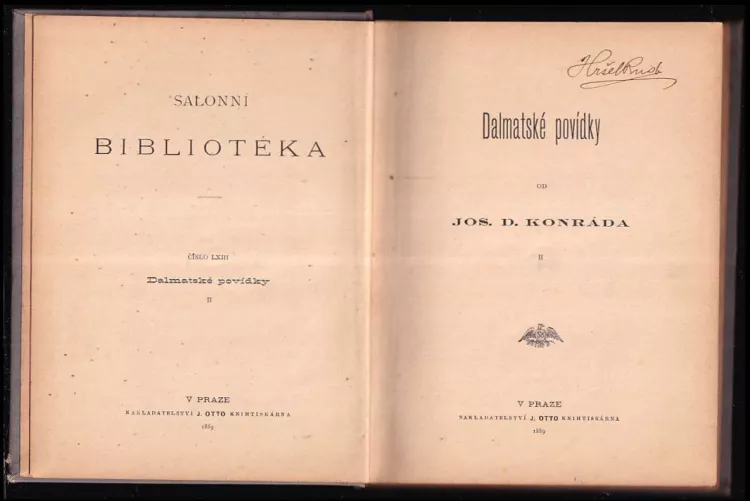 SALONNÍ
BIBLIOTÉKA
ČÍSLO LXIII
Dalmatské povídky
II
V PRAZE
NAKLADATELSTVÍ J. OTTO KNIHTISKÁRNA
1889
Dalmatské povídky
OD
JOS. D. KONRÁDA
II
V PRAZE
NAKLADATELSTVÍ J. OTTO KNIHTISKÁRNA
1889